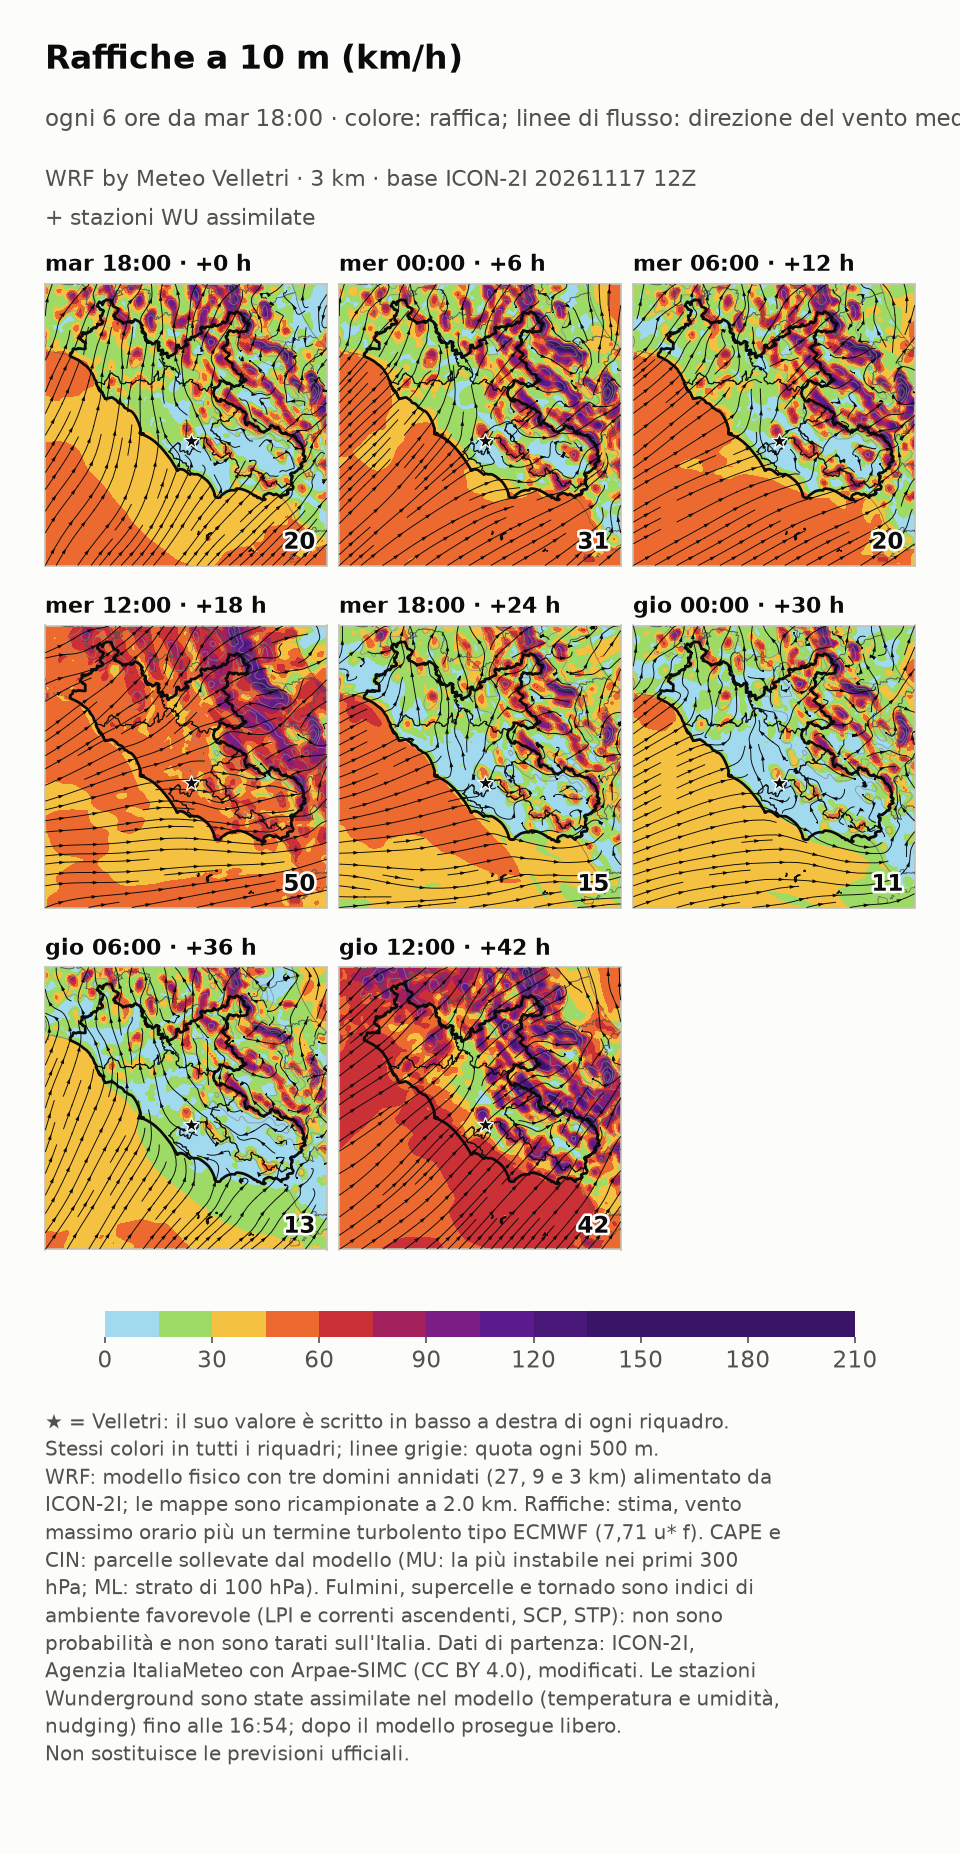 Raffiche a 10 m (km/h)
ogni 6 ore da mar 18:00 · colore: raffica; linee di flusso: direzione del vento med
WRF by Meteo Velletri · 3 km · base ICON-2I 20261117 12Z
+ stazioni WU assimilate
mar 18:00 · +0 h
mer 00:00 · +6 h
mer 06:00 · +12 h
20
31
20
mer 12:00 · +18 h
mer 18:00 · +24 h
gio 00:00 · +30 h
50
15
11
gio 06:00 · +36 h
gio 12:00 · +42 h
13
42
0 30 60 90 120 150 180 210
★ = Velletri: il suo valore è scritto in basso a destra di ogni riquadro.
Stessi colori in tutti i riquadri; linee grigie: quota ogni 500 m.
WRF: modello fisico con tre domini annidati (27, 9 e 3 km) alimentato da
ICON-2I; le mappe sono ricampionate a 2.0 km. Raffiche: stima, vento
massimo orario più un termine turbolento tipo ECMWF (7,71 u* f). CAPE e
CIN: parcelle sollevate dal modello (MU: la più instabile nei primi 300
hPa; ML: strato di 100 hPa). Fulmini, supercelle e tornado sono indici di
ambiente favorevole (LPI e correnti ascendenti, SCP, STP): non sono
probabilità e non sono tarati sull'Italia. Dati di partenza: ICON-2I,
Agenzia ItaliaMeteo con Arpae-SIMC (CC BY 4.0), modificati. Le stazioni
Wunderground sono state assimilate nel modello (temperatura e umidità,
nudging) fino alle 16:54; dopo il modello prosegue libero.
Non sostituisce le previsioni ufficiali.